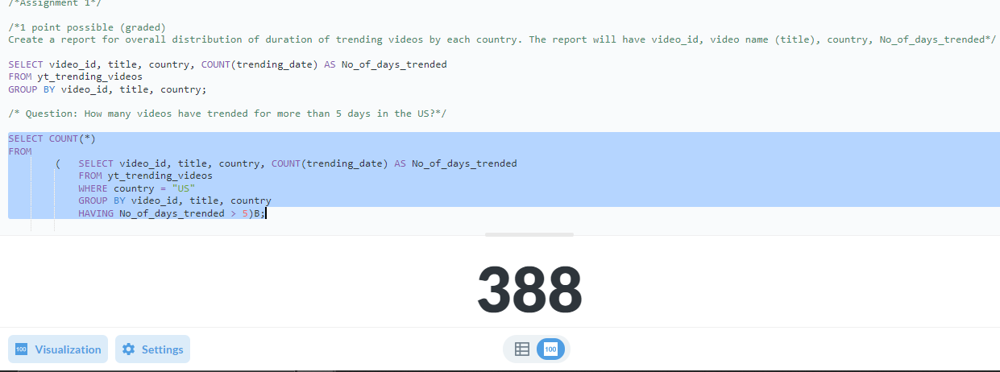 /*Assignment 1*/
/*1 point possible (graded)
Create a report for overall distribution of duration of trending videos by each country. The report will have video_id, video name (title), country, No_of_days_trended*/
SELECT video_id, title, country, COUNT(trending_date) AS No_of_days_trended
FROM yt_trending_videos
GROUP BY video_id, title, country;
/* Question: How many videos have trended for more than 5 days in the US?*/
SELECT COUNT(*)
FROM
( SELECT video_id, title, country, COUNT(trending_date) AS No_of_days_trended
FROM yt_trending_videos
WHERE country = "US"
GROUP BY video_id, title, country
HAVING No_of_days_trended > 5)B;
388
100 Visualization Settings 100